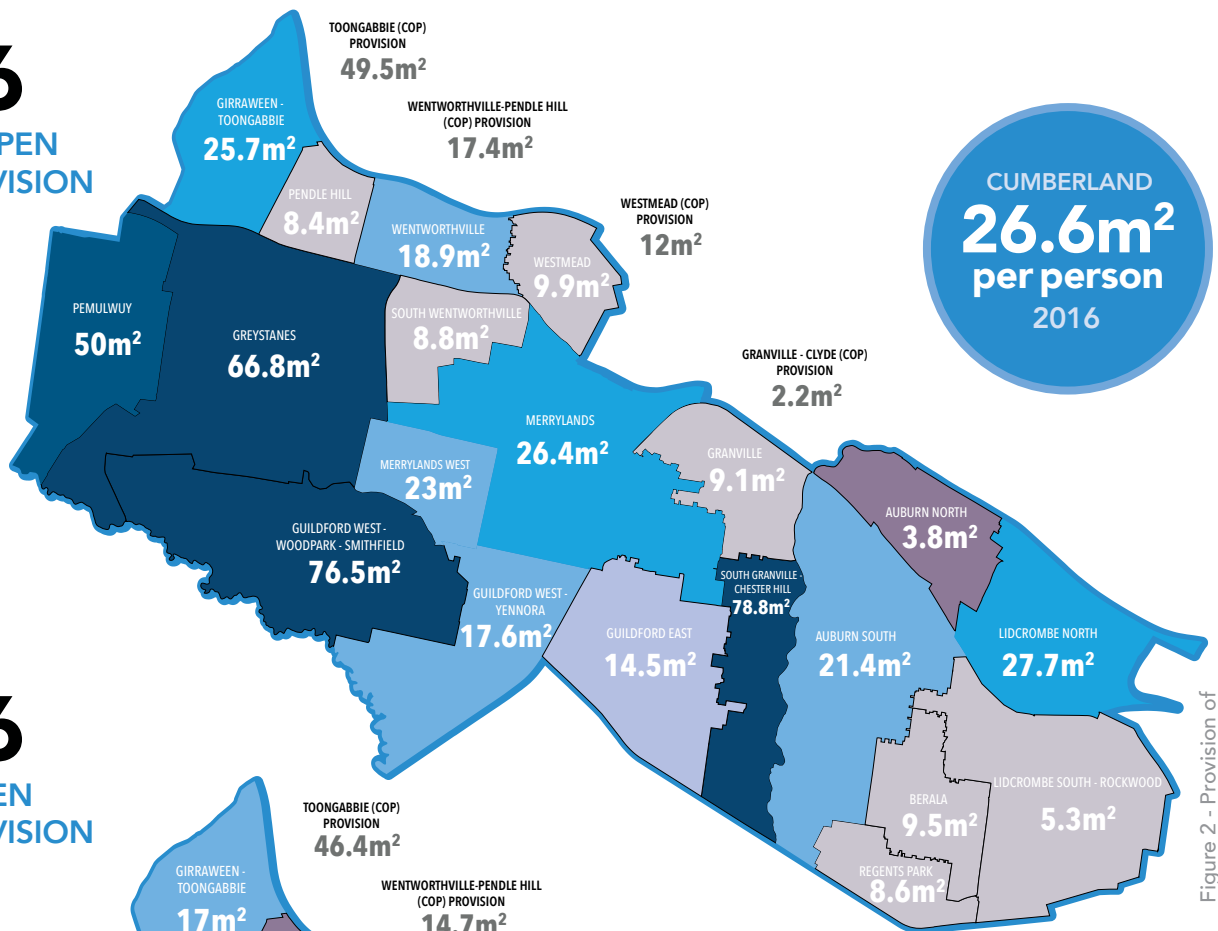 6
PEN
VISION
TOONGABBIE (COP)
PROVISION
49.5m²
WENTWORTHVILLE-PENDLE HILL
(COP) PROVISION
17.4m²
WESTMEAD (COP)
PROVISION
12m²
GRANVILLE - CLYDE (COP)
PROVISION
2.2m²
CUMBERLAND
26.6m²
per person
2016
GIRRAWEEN -
TOONGABBIE
25.7m²
PENDLE HILL
8.4m²
WENTWORTHVILLE
18.9m²
WESTMEAD
9.9m²
PEMULWUY
50m²
GREYSTANES
66.8m²
SOUTH WENTWORTHVILLE
8.8m²
MERRYLANDS
26.4m²
MERRYLANDS WEST
23m²
GRANVILLE
9.1m²
AUBURN NORTH
3.8m²
GUILDFORD WEST -
WOODPARK - SMITHFIELD
76.5m²
GUILDFORD WEST -
YENNORA
17.6m²
GUILDFORD EAST
14.5m²
SOUTH GRANVILLE -
CHESTER HILL
78.8m²
AUBURN SOUTH
21.4m²
LIDCOMBE NORTH
27.7m²
LIDCOMBE SOUTH - ROCKWOOD
5.3m²
BERALA
9.5m²
REGENTS PARK
8.6m²
Figure 2 - Provision of
6
EN
VISION
TOONGABBIE (COP)
PROVISION
46.4m²
WENTWORTHVILLE-PENDLE HILL
(COP) PROVISION
14.7m²
GIRRAWEEN -
TOONGABBIE
17m²